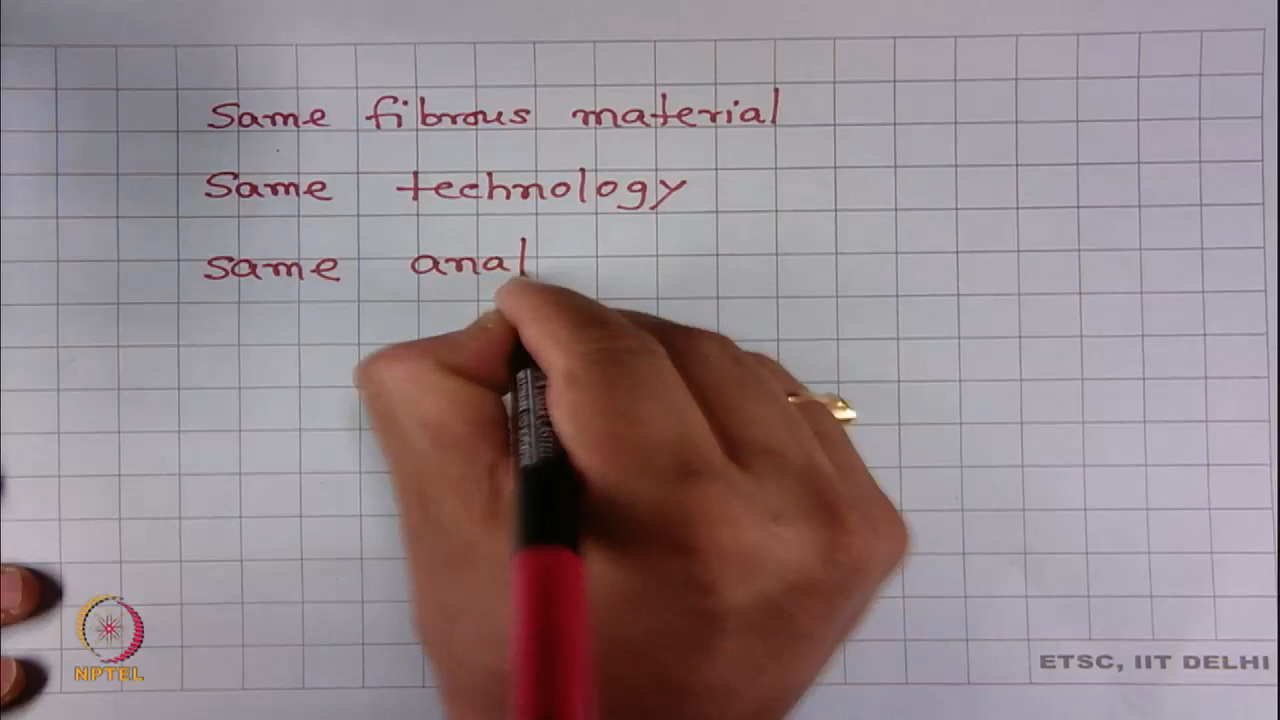 Same fibrous material
Same technology
same anal
NPTEL
ETSC, IIT DELHI